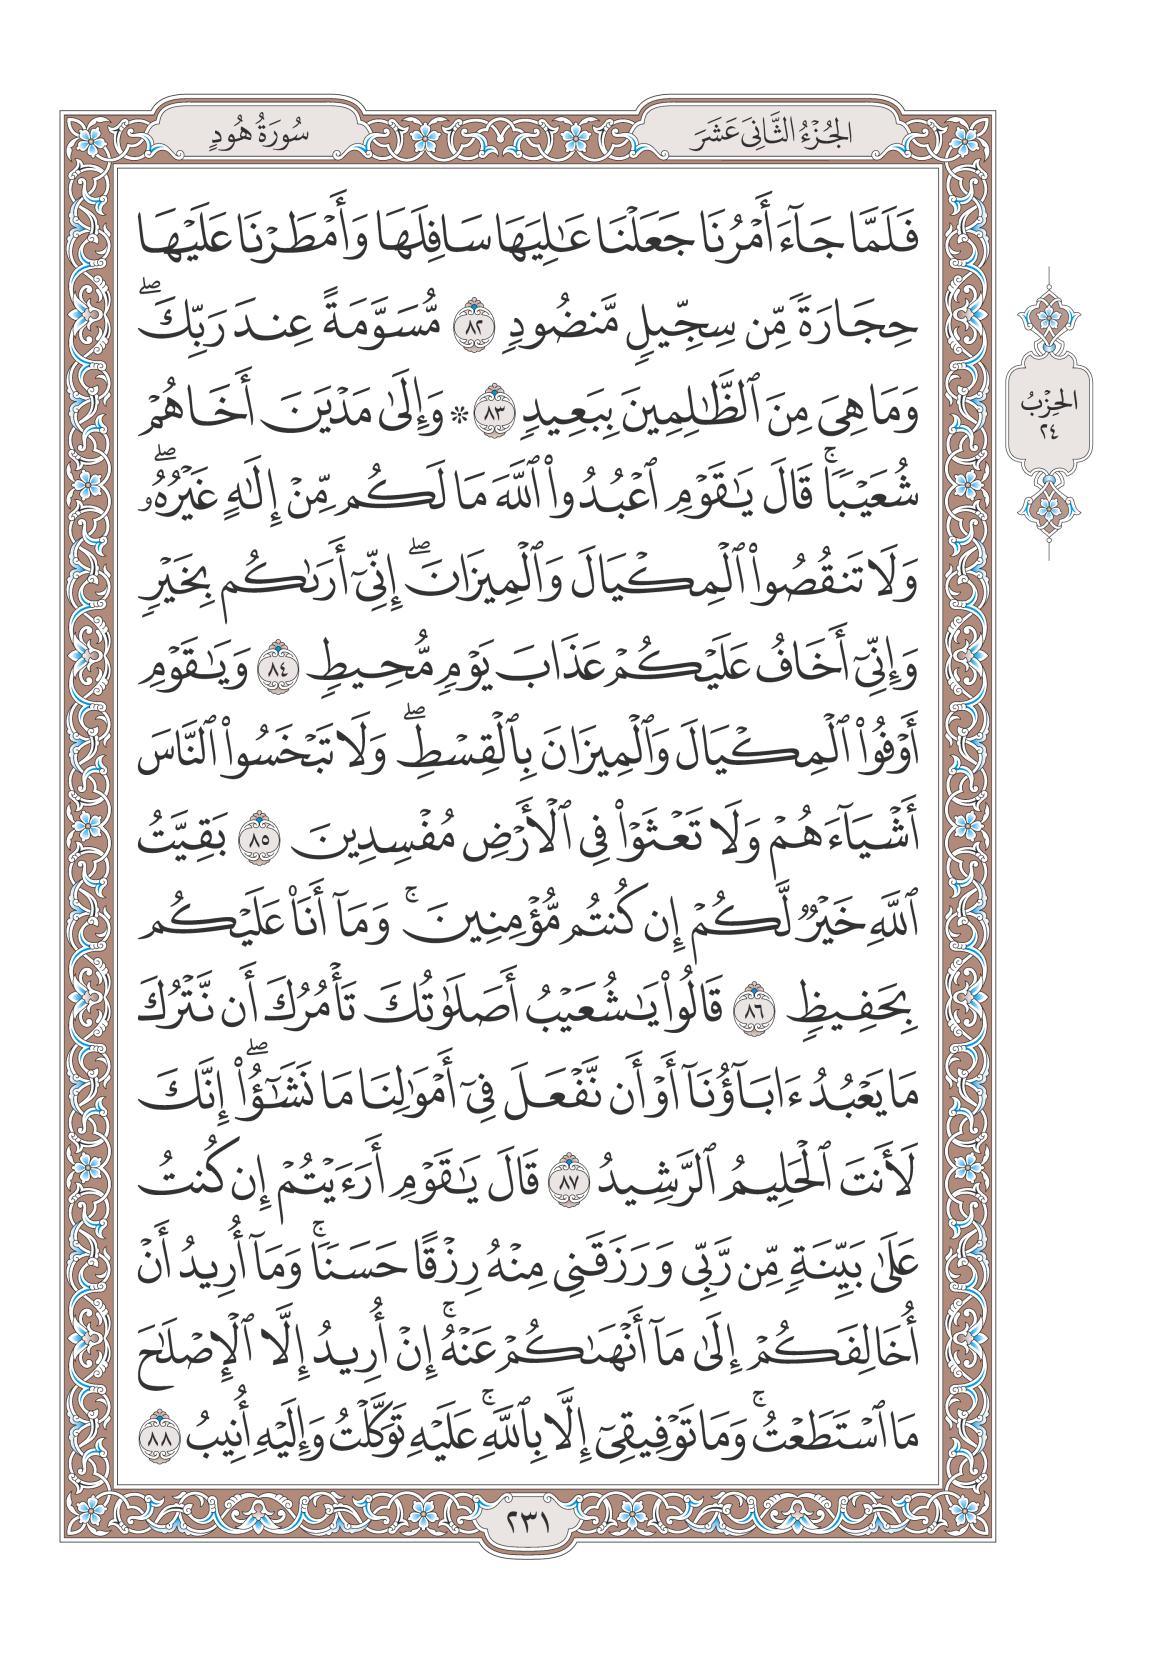 الجُزْءُ الثَّانِيَ عَشَرَ
سُورَةُ هُودٍ
فَلَمَّا جَآءَ أَمْرُنَا جَعَلْنَا عَٰلِيَهَا سَافِلَهَا وَأَمْطَرْنَا عَلَيْهَا
حِجَارَةً مِّن سِجِّيلٍ مَّنضُودٍ ٨٢ مُّسَوَّمَةً عِندَ رَبِّكَۖ
وَمَا هِيَ مِنَ ٱلظَّٰلِمِينَ بِبَعِيدٍ ٨٣ * وَإِلَىٰ مَدْيَنَ أَخَاهُمْ
شُعَيْبًاۚ قَالَ يَٰقَوْمِ ٱعْبُدُوا۟ ٱللَّهَ مَا لَكُم مِّنْ إِلَٰهٍ غَيْرُهُۥۖ
وَلَا تَنقُصُوا۟ ٱلْمِكْيَالَ وَٱلْمِيزَانَۖ إِنِّىٓ أَرَىٰكُم بِخَيْرٍ
وَإِنِّىٓ أَخَافُ عَلَيْكُمْ عَذَابَ يَوْمٍ مُّحِيطٍ ٨٤ وَيَٰقَوْمِ
أَوْفُوا۟ ٱلْمِكْيَالَ وَٱلْمِيزَانَ بِٱلْقِسْطِۖ وَلَا تَبْخَسُوا۟ ٱلنَّاسَ
أَشْيَآءَهُمْ وَلَا تَعْثَوْا۟ فِى ٱلْأَرْضِ مُفْسِدِينَ ٨٥ بَقِيَّتُ
ٱللَّهِ خَيْرٌ لَّكُمْ إِن كُنتُم مُّؤْمِنِينَۚ وَمَآ أَنَا۠ عَلَيْكُم
بِحَفِيظٍ ٨٦ قَالُوا۟ يَٰشُعَيْبُ أَصَلَوٰتُكَ تَأْمُرُكَ أَن نَّتْرُكَ
مَا يَعْبُدُ ءَابَآؤُنَآ أَوْ أَن نَّفْعَلَ فِىٓ أَمْوَٰلِنَا مَا نَشَٰٓؤُا۟ۖ إِنَّكَ
لَأَنتَ ٱلْحَلِيمُ ٱلرَّشِيدُ ٨٧ قَالَ يَٰقَوْمِ أَرَءَيْتُمْ إِن كُنتُ
عَلَىٰ بَيِّنَةٍ مِّن رَّبِّى وَرَزَقَنِى مِنْهُ رِزْقًا حَسَنًاۚ وَمَآ أُرِيدُ أَنْ
أُخَالِفَكُمْ إِلَىٰ مَآ أَنْهَىٰكُمْ عَنْهُۚ إِنْ أُرِيدُ إِلَّا ٱلْإِصْلَٰحَ
مَا ٱسْتَطَعْتُۚ وَمَا تَوْفِيقِىٓ إِلَّا بِٱللَّهِۚ عَلَيْهِ تَوَكَّلْتُ وَإِلَيْهِ أُنِيبُ ٨٨
الحِزْبُ
٢٤
٢٣١